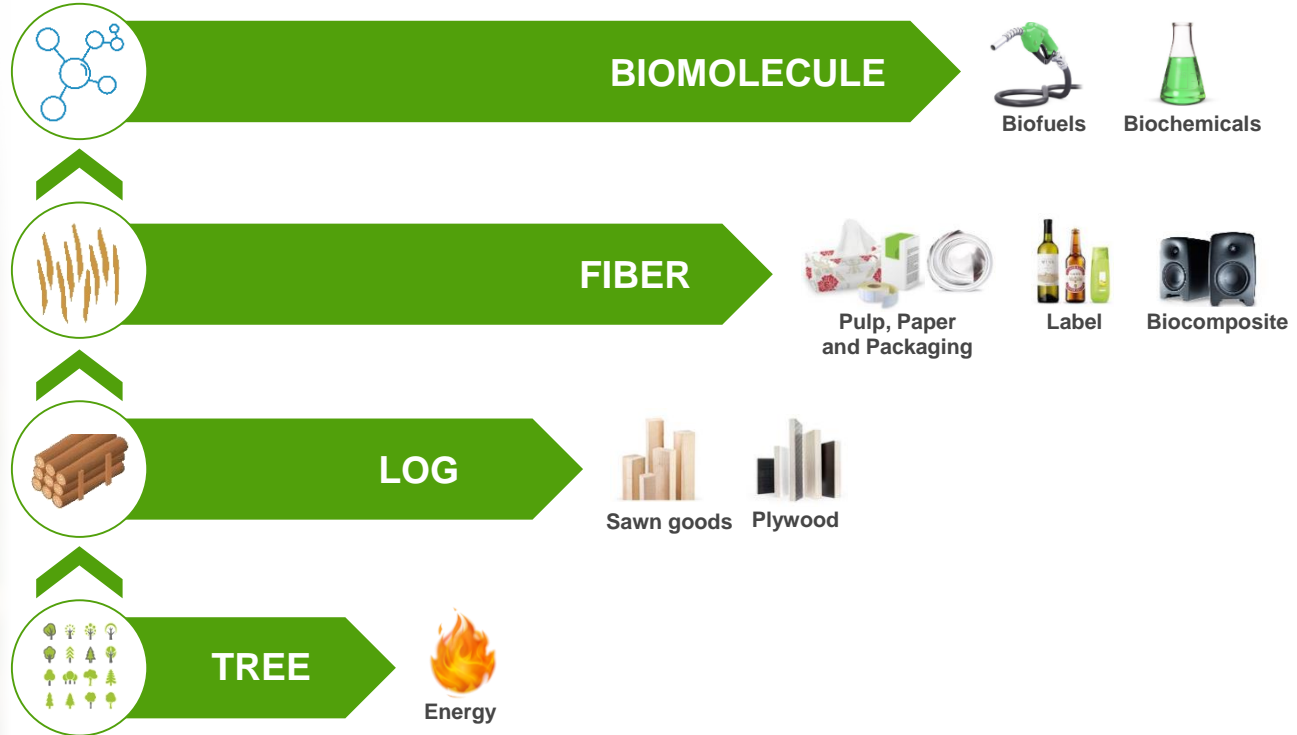 BIOMOLECULE
Biofuels
Biochemicals
FIBER
Pulp, Paper
and Packaging
Label
Biocomposite
LOG
Sawn goods
Plywood
TREE
Energy